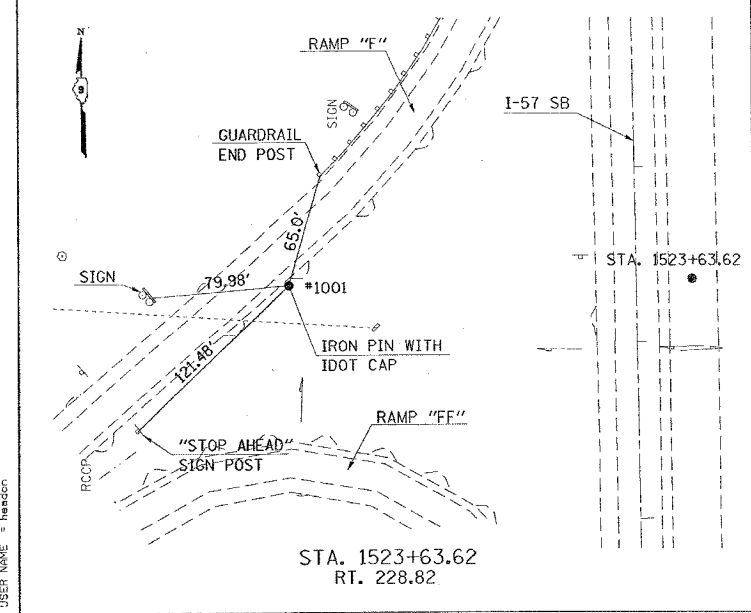 N
9
RAMP "F"
SIGN
GUARDRAIL
END POST
I-57 SB
65.0'
STA. 1523+63.62
SIGN
79.98'
#1001
IRON PIN WITH
IDOT CAP
121.48'
RAMP "FF"
"STOP AHEAD"
SIGN POST
RCCP
STA. 1523+63.62
RT. 228.82
USER NAME = headcn